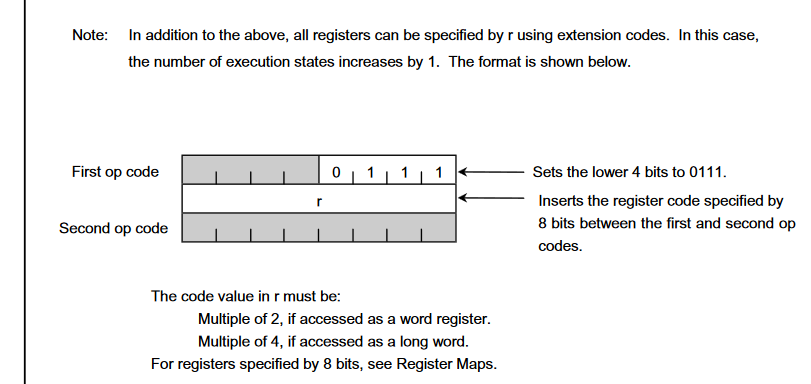 Note: In addition to the above, all registers can be specified by r using extension codes. In this case,
the number of execution states increases by 1. The format is shown below.
First op code 0 1 1 1 Sets the lower 4 bits to 0111.
r Inserts the register code specified by
Second op code 8 bits between the first and second op
codes.
The code value in r must be:
Multiple of 2, if accessed as a word register.
Multiple of 4, if accessed as a long word.
For registers specified by 8 bits, see Register Maps.